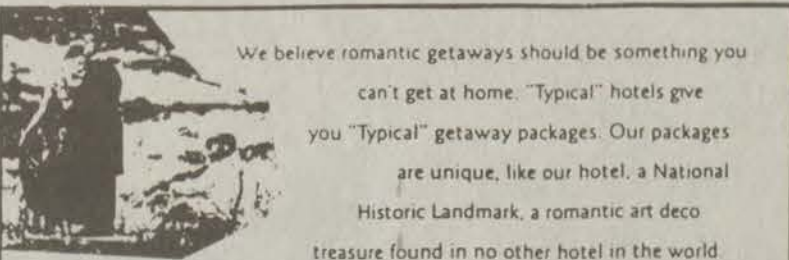 We believe romantic getaways should be something you
can't get at home. "Typical" hotels give
you "Typical" getaway packages. Our packages
are unique, like our hotel, a National
Historic Landmark, a romantic art deco
treasure found in no other hotel in the world.